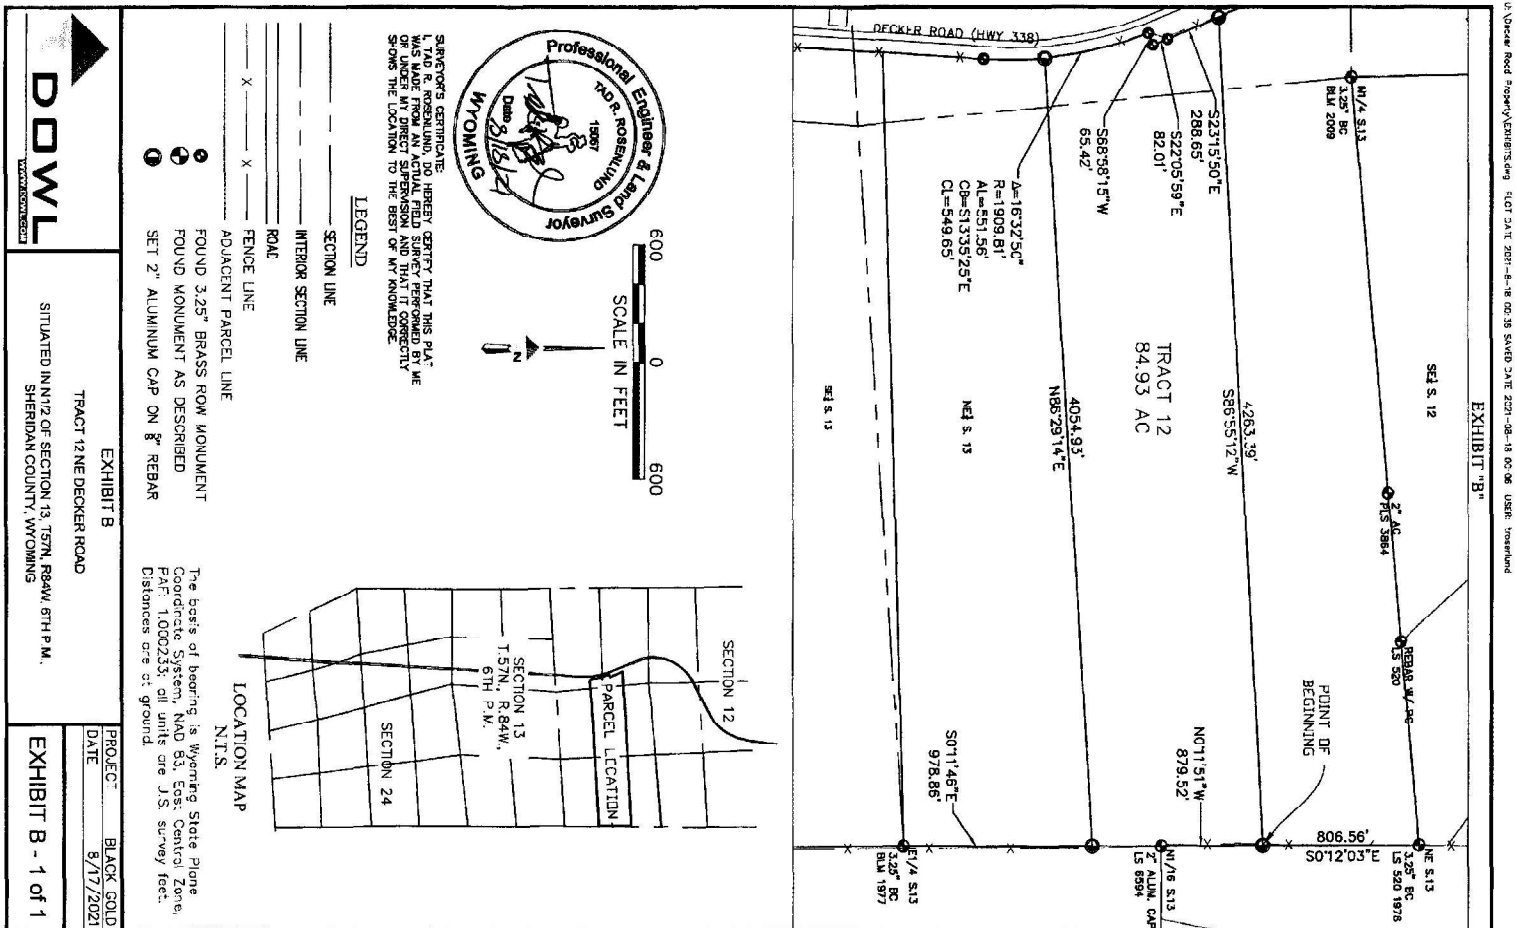 EXHIBIT "B"
SE¼ S. 12
NE S.13
3.25" BC
LS 520 1978
806.56'
S0°12'03"E
REBAR W/ PC
LS 520
2" AC
PLS 3864
N1/4 S.13
3.25" BC
BLM 2009
POINT OF
BEGINNING
N0°11'51"W
879.52'
N1/16 S.13
2" ALUM. CAP
LS 6594
4263.39'
S86°55'12"W
TRACT 12
84.93 AC
4054.93'
N86°29'14"E
S23°15'50"E
288.65'
S22°05'59"E
82.01'
S68°58'15"W
65.42'
Δ=16°32'50"
R=1909.81'
AL=551.56'
CB=S13°35'25"E
CL=549.65'
DECKER ROAD (HWY 338)
NE¼ S. 13
S0°11'46"E
978.86'
E1/4 S.13
3.25" BC
BLM 1977
SE¼ S. 13
600
0
600
SCALE IN FEET
N
Professional Engineer & Land Surveyor
TAD R. ROSENLUND
15067
Date 8/18/21
WYOMING
SURVEYOR'S CERTIFICATE:
I, TAD R. ROSENLUND, DO HEREBY CERTIFY THAT THIS PLAT
WAS MADE FROM AN ACTUAL FIELD SURVEY PERFORMED BY ME
OR UNDER MY DIRECT SUPERVISION AND THAT IT CORRECTLY
SHOWS THE LOCATION TO THE BEST OF MY KNOWLEDGE.
LEGEND
SECTION LINE
INTERIOR SECTION LINE
ROAD
FENCE LINE
ADJACENT PARCEL LINE
FOUND 3.25" BRASS ROW MONUMENT
FOUND MONUMENT AS DESCRIBED
SET 2" ALUMINUM CAP ON ⅝" REBAR
SECTION 12
PARCEL LOCATION
SECTION 13
T.57N., R.84W.,
6TH P.M.
SECTION 24
LOCATION MAP
N.T.S.
The basis of bearing is Wyoming State Plane
Coordinate System, NAD 83, East Central Zone,
PAF: 1.000233; all units are U.S. survey feet.
Distances are at ground.
DOWL
WWW.DOWL.COM
EXHIBIT B
TRACT 12 NE DECKER ROAD
SITUATED IN N1/2 OF SECTION 13, T57N, R84W, 6TH P.M.,
SHERIDAN COUNTY, WYOMING
PROJECT BLACK GOLD
DATE 8/17/2021
EXHIBIT B - 1 of 1